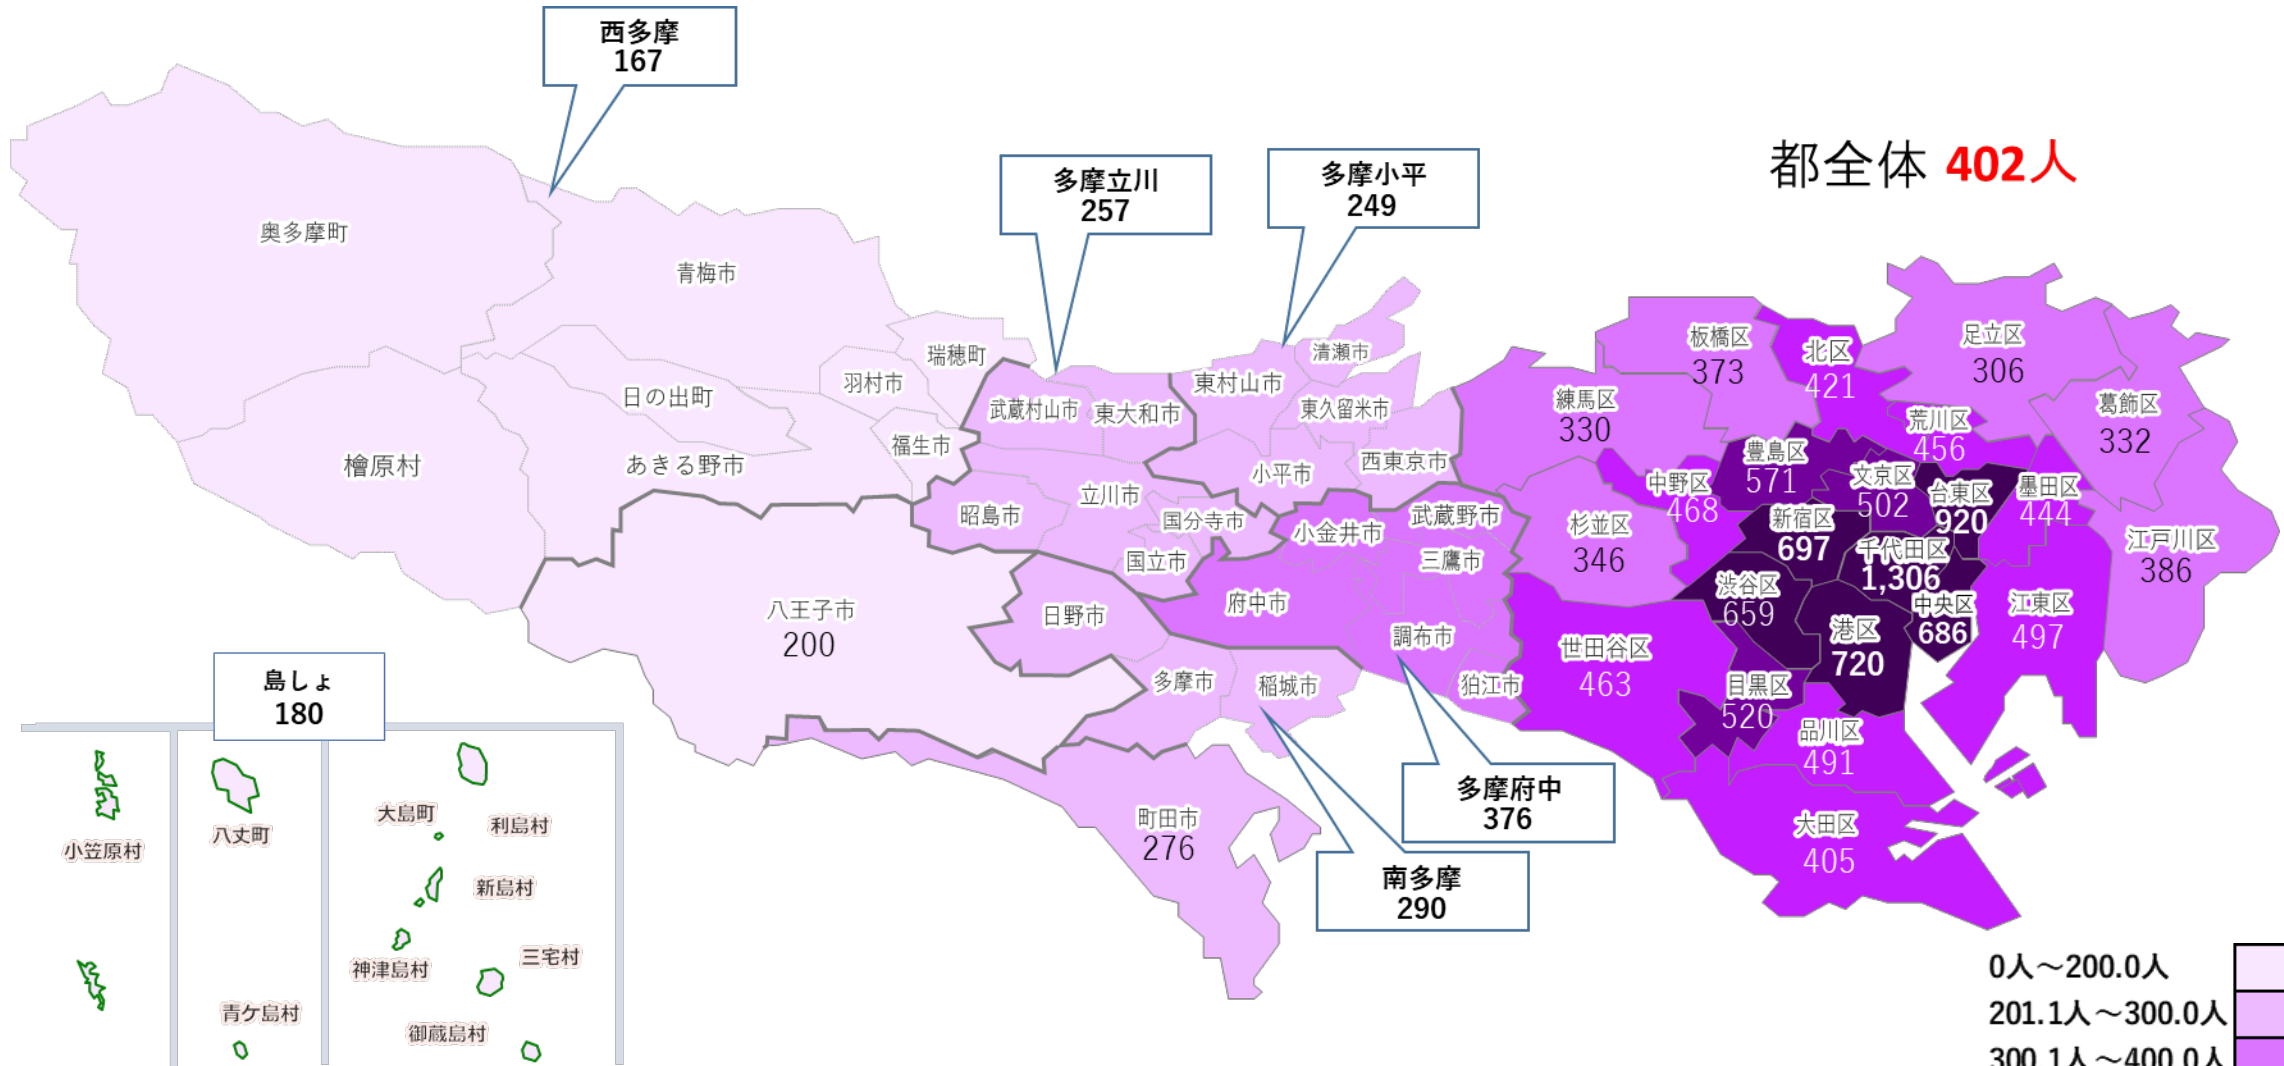 西多摩
167
多摩立川
257
多摩小平
249
都全体 402人
奥多摩町
青梅市
瑞穂町
羽村市
日の出町
福生市
檜原村
あきる野市
武蔵村山市
東大和市
東村山市
清瀬市
東久留米市
小平市
西東京市
昭島市
立川市
国分寺市
国立市
小金井市
武蔵野市
三鷹市
府中市
調布市
狛江市
八王子市
200
日野市
多摩市
稲城市
町田市
276
多摩府中
376
南多摩
290
板橋区
373
北区
421
足立区
306
練馬区
330
荒川区
456
葛飾区
332
豊島区
571
文京区
502
台東区
920
墨田区
444
中野区
468
杉並区
346
新宿区
697
千代田区
1,306
江戸川区
386
渋谷区
659
中央区
686
江東区
497
港区
720
世田谷区
463
目黒区
520
品川区
491
大田区
405
島しょ
180
小笠原村
八丈町
青ケ島村
大島町
利島村
新島村
神津島村
三宅村
御蔵島村
0人～200.0人
201.1人～300.0人
300.1人～400.0人